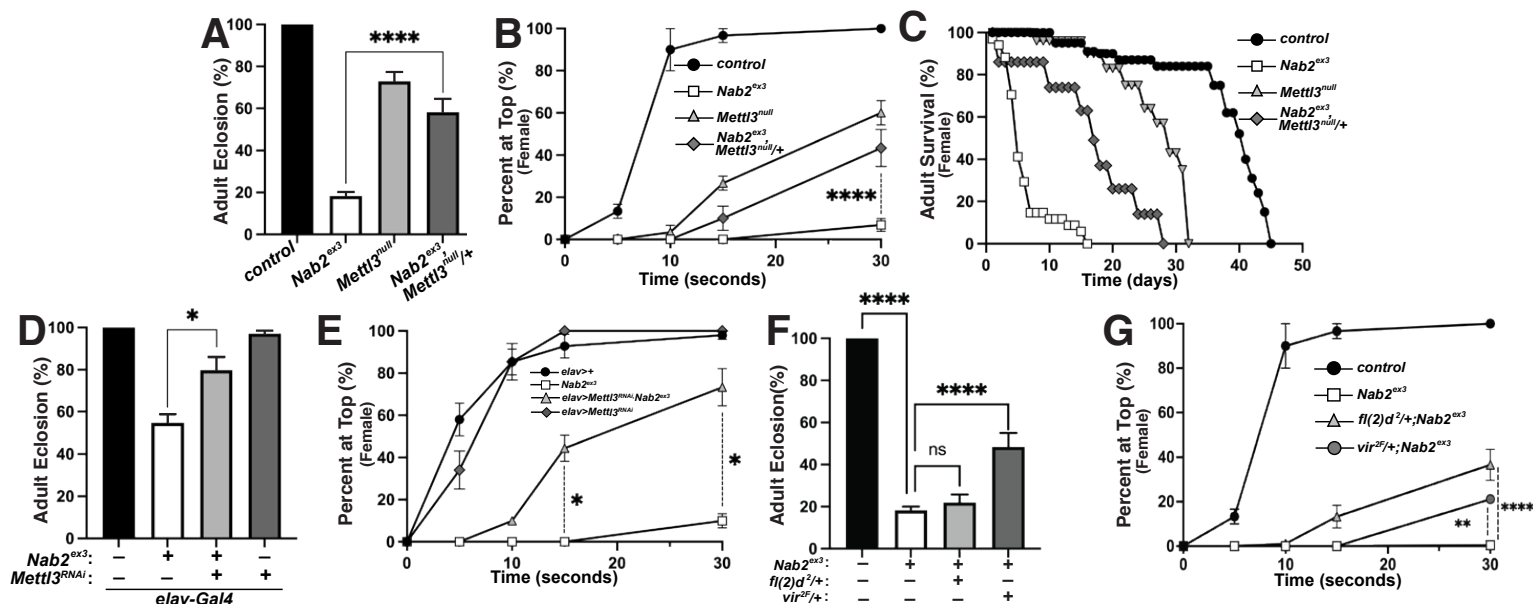 A
Adult Eclosion (%)
100
80
60
40
20
0
****
control
Nab2ex3
Mettl3null
Nab2ex3,
Mettl3null/+
B
Percent at Top (%)
(Female)
100
80
60
40
20
0
control
Nab2ex3
Mettl3null
Nab2ex3,
Mettl3null/+
****
0 10 20 30
Time (seconds)
C
Adult Survival (%)
(Female)
100
80
60
40
20
0
control
Nab2ex3
Mettl3null
Nab2ex3,
Mettl3null/+
0 10 20 30 40 50
Time (days)
D
Adult Eclosion (%)
100
80
60
40
20
0
*
Nab2ex3: – + + –
Mettl3RNAi: – – + +
elav-Gal4
E
Percent at Top (%)
(Female)
100
80
60
40
20
0
elav>+
Nab2ex3
elav>Mettl3RNAi,Nab2ex3
elav>Mettl3RNAi
*
*
0 10 20 30
Time (seconds)
F
Adult Eclosion(%)
100
80
60
40
20
0
****
****
ns
Nab2ex3: – + + +
fl(2)d2/+: – – + –
vir2F/+: – – – +
G
Percent at Top (%)
(Female)
100
80
60
40
20
0
control
Nab2ex3
fl(2)d2/+;Nab2ex3
vir2F/+;Nab2ex3
**
****
0 10 20 30
Time (seconds)